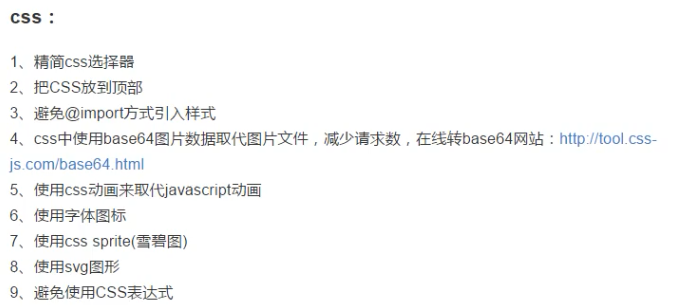 css：
1、精简css选择器
2、把CSS放到顶部
3、避免@import方式引入样式
4、css中使用base64图片数据取代图片文件，减少请求数，在线转base64网站：http://tool.css-
js.com/base64.html
5、使用css动画来取代javascript动画
6、使用字体图标
7、使用css sprite(雪碧图)
8、使用svg图形
9、避免使用CSS表达式